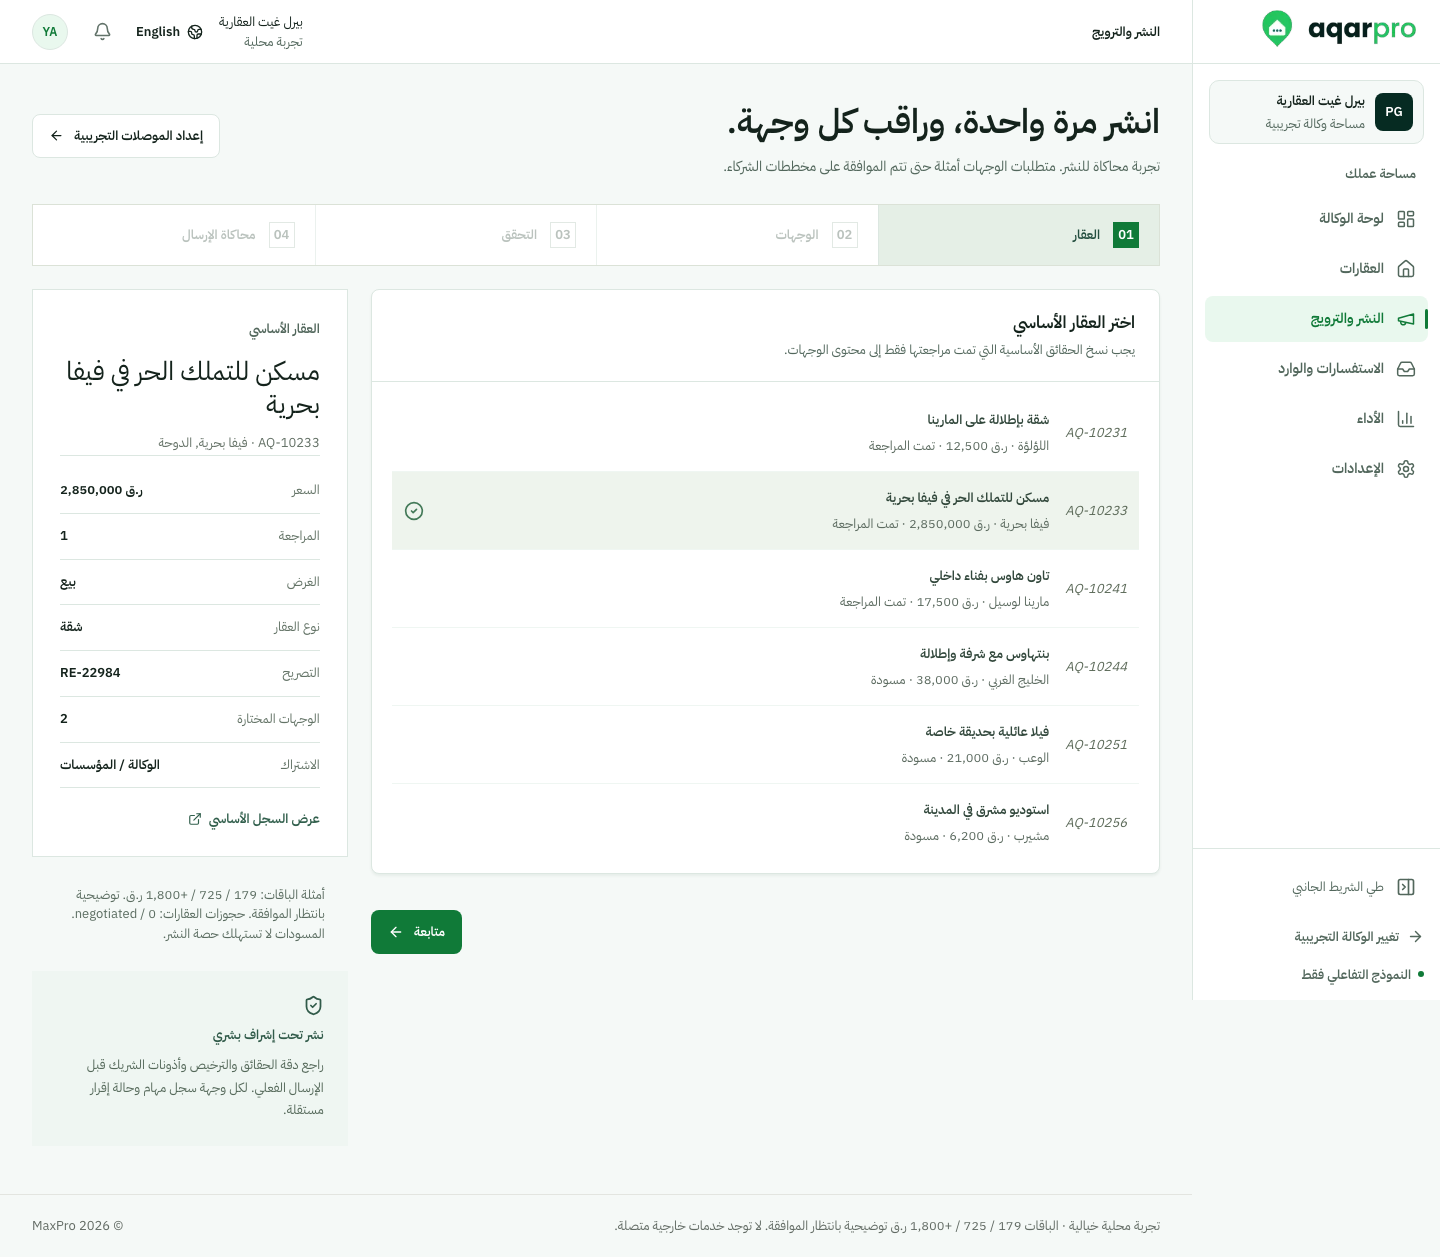 aqarpro
النشر والترويج
بيرل غيت العقارية
تجربة محلية
English
YA
PG
بيرل غيت العقارية
مساحة وكالة تجريبية
مساحة عملك
لوحة الوكالة
العقارات
النشر والترويج
الاستفسارات والوارد
الأداء
الإعدادات
طي الشريط الجانبي
تغيير الوكالة التجريبية
النموذج التفاعلي فقط
انشر مرة واحدة، وراقب كل وجهة.
تجربة محاكاة للنشر. متطلبات الوجهات أمثلة حتى تتم الموافقة على مخططات الشركاء.
إعداد الموصلات التجريبية
01 العقار
02 الوجهات
03 التحقق
04 محاكاة الإرسال
اختر العقار الأساسي
يجب نسخ الحقائق الأساسية التي تمت مراجعتها فقط إلى محتوى الوجهات.
AQ-10231
شقة بإطلالة على المارينا
اللؤلؤة · ر.ق 12,500 · تمت المراجعة
AQ-10233
مسكن للتملك الحر في فيفا بحرية
فيفا بحرية · ر.ق 2,850,000 · تمت المراجعة
AQ-10241
تاون هاوس بفناء داخلي
مارينا لوسيل · ر.ق 17,500 · تمت المراجعة
AQ-10244
بنتهاوس مع شرفة وإطلالة
الخليج الغربي · ر.ق 38,000 · مسودة
AQ-10251
فيلا عائلية بحديقة خاصة
الوعب · ر.ق 21,000 · مسودة
AQ-10256
استوديو مشرق في المدينة
مشيرب · ر.ق 6,200 · مسودة
متابعة
العقار الأساسي
مسكن للتملك الحر في فيفا
بحرية
AQ-10233 · فيفا بحرية, الدوحة
السعر ر.ق 2,850,000
المراجعة 1
الغرض بيع
نوع العقار شقة
التصريح RE-22984
الوجهات المختارة 2
الاشتراك الوكالة / المؤسسات
عرض السجل الأساسي
أمثلة الباقات: 179 / 725 / +1,800 ر.ق. توضيحية
بانتظار الموافقة. حجوزات العقارات: 0 / negotiated.
المسودات لا تستهلك حصة النشر.
نشر تحت إشراف بشري
راجع دقة الحقائق والترخيص وأذونات الشريك قبل
الإرسال الفعلي. لكل وجهة سجل مهام وحالة إقرار
مستقلة.
تجربة محلية خيالية · الباقات 179 / 725 / +1,800 ر.ق توضيحية بانتظار الموافقة. لا توجد خدمات خارجية متصلة.
© 2026 MaxPro